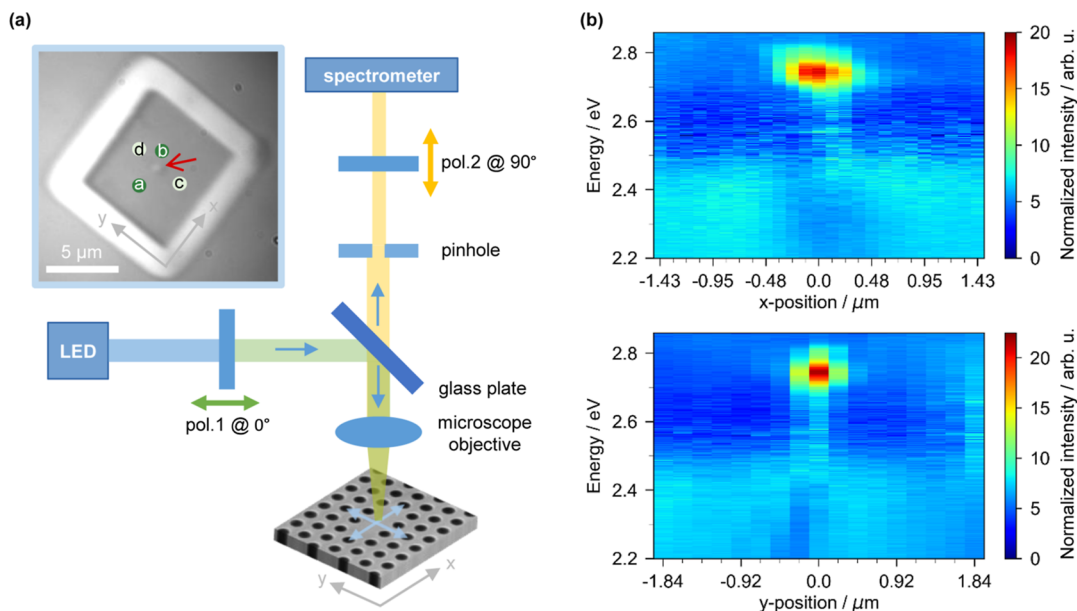 (a)
d
b
a
c
y
x
5 μm
spectrometer
pol.2 @ 90°
pinhole
LED
glass plate
pol.1 @ 0°
microscope
objective
y
x
(b)
2.8
2.6
2.4
2.2
Energy / eV
-1.43 -0.95 -0.48 0.0 0.48 0.95 1.43
x-position / μm
20
15
10
5
0
Normalized intensity / arb. u.
2.8
2.6
2.4
2.2
Energy / eV
-1.84 -0.92 0.0 0.92 1.84
y-position / μm
20
15
10
5
0
Normalized intensity / arb. u.